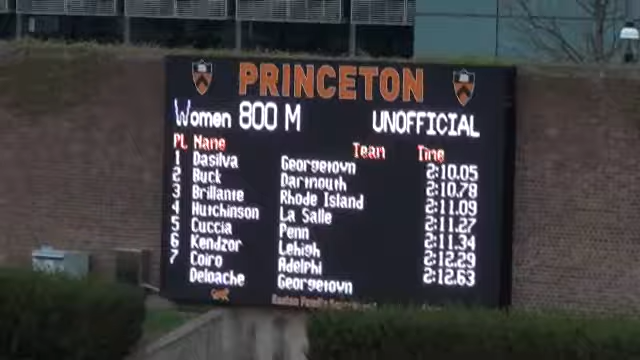 PRINCETON
Women 800 M UNOFFICIAL
PL Name Team Time
1 Dasilva Georgetown 2:10.05
2 Buck Dartmouth 2:10.78
3 Brillante Rhode Island 2:11.09
4 Hutchinson La Salle 2:11.27
5 Cuccia Penn 2:11.34
6 Kendzor Lehigh 2:12.29
7 Coiro Adelphi 2:12.63
Deloache Georgetown